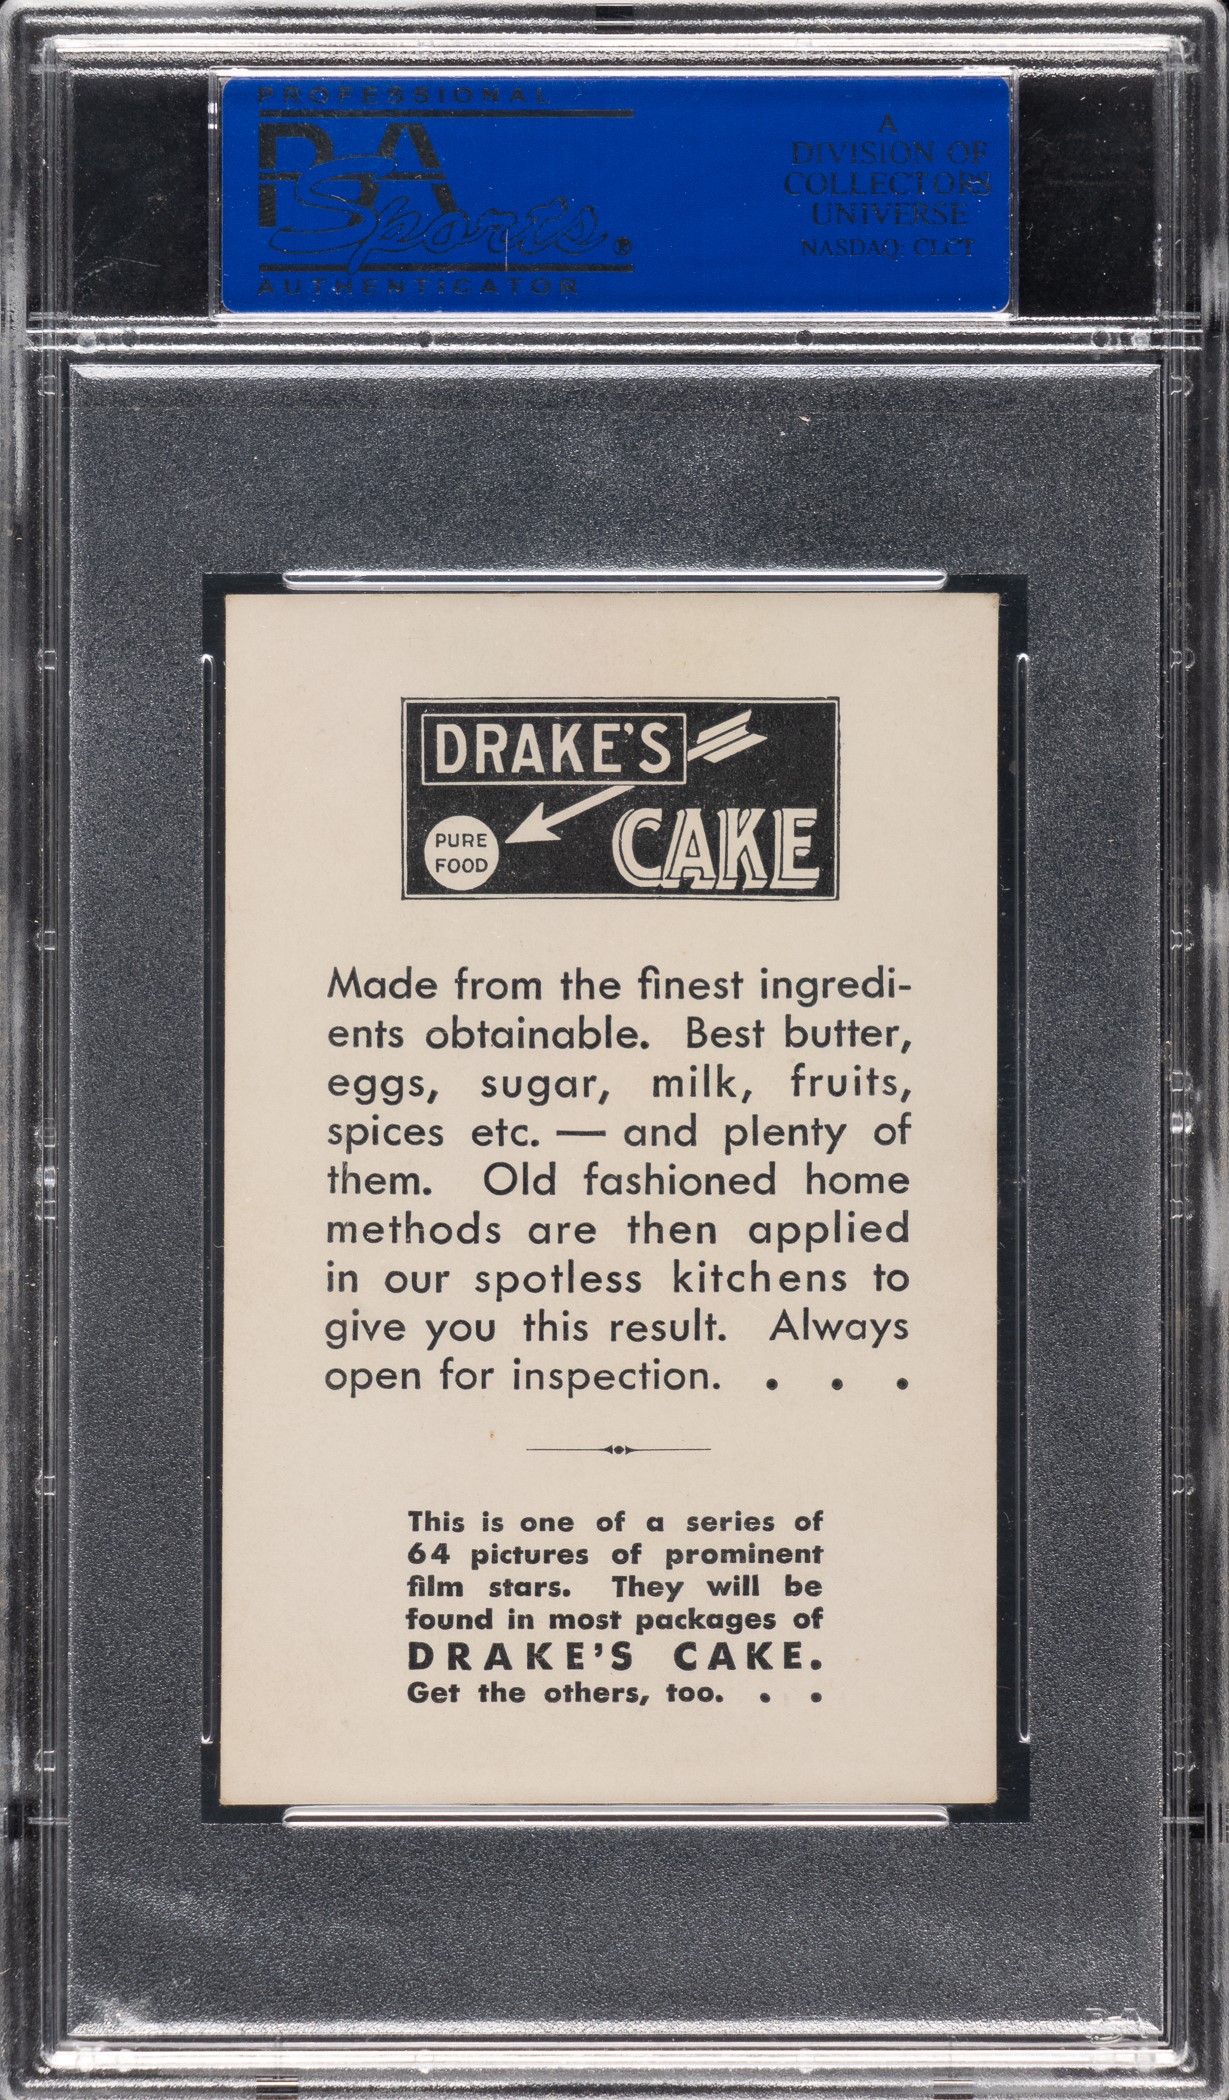 PROFESSIONAL
PSA
Sports®
AUTHENTICATOR
A
DIVISION OF
COLLECTORS
UNIVERSE
NASDAQ: CLCT
DRAKE'S
PURE
FOOD
CAKE
Made from the finest ingredi-
ents obtainable. Best butter,
eggs, sugar, milk, fruits,
spices etc. — and plenty of
them. Old fashioned home
methods are then applied
in our spotless kitchens to
give you this result. Always
open for inspection. . . .
This is one of a series of
64 pictures of prominent
film stars. They will be
found in most packages of
DRAKE'S CAKE.
Get the others, too. . .
PSA